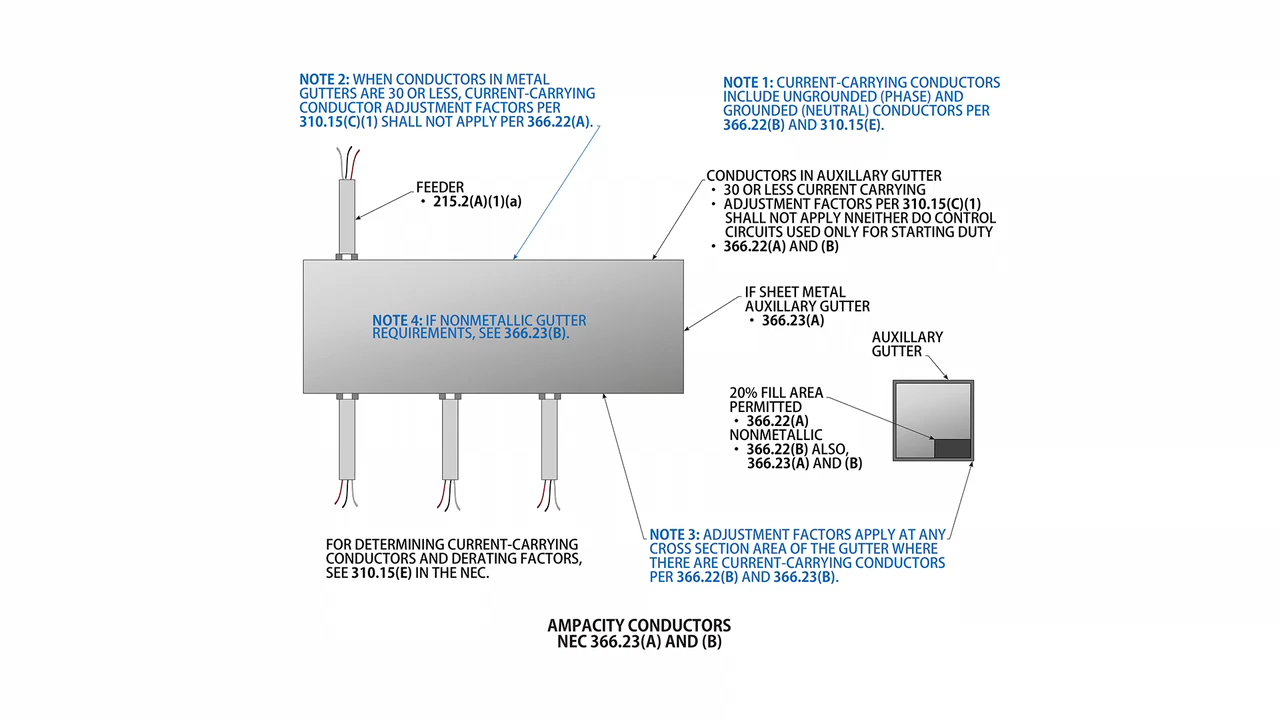 NOTE 2: WHEN CONDUCTORS IN METAL
GUTTERS ARE 30 OR LESS, CURRENT-CARRYING
CONDUCTOR ADJUSTMENT FACTORS PER
310.15(C)(1) SHALL NOT APPLY PER 366.22(A).
NOTE 1: CURRENT-CARRYING CONDUCTORS
INCLUDE UNGROUNDED (PHASE) AND
GROUNDED (NEUTRAL) CONDUCTORS PER
366.22(B) AND 310.15(E).
FEEDER
• 215.2(A)(1)(a)
CONDUCTORS IN AUXILLARY GUTTER
• 30 OR LESS CURRENT CARRYING
• ADJUSTMENT FACTORS PER 310.15(C)(1)
SHALL NOT APPLY NNEITHER DO CONTROL
CIRCUITS USED ONLY FOR STARTING DUTY
• 366.22(A) AND (B)
IF SHEET METAL
AUXILLARY GUTTER
• 366.23(A)
NOTE 4: IF NONMETALLIC GUTTER
REQUIREMENTS, SEE 366.23(B).
AUXILLARY
GUTTER
20% FILL AREA
PERMITTED
• 366.22(A)
NONMETALLIC
• 366.22(B) ALSO,
366.23(A) AND (B)
FOR DETERMINING CURRENT-CARRYING
CONDUCTORS AND DERATING FACTORS,
SEE 310.15(E) IN THE NEC.
NOTE 3: ADJUSTMENT FACTORS APPLY AT ANY
CROSS SECTION AREA OF THE GUTTER WHERE
THERE ARE CURRENT-CARRYING CONDUCTORS
PER 366.22(B) AND 366.23(B).
AMPACITY CONDUCTORS
NEC 366.23(A) AND (B)